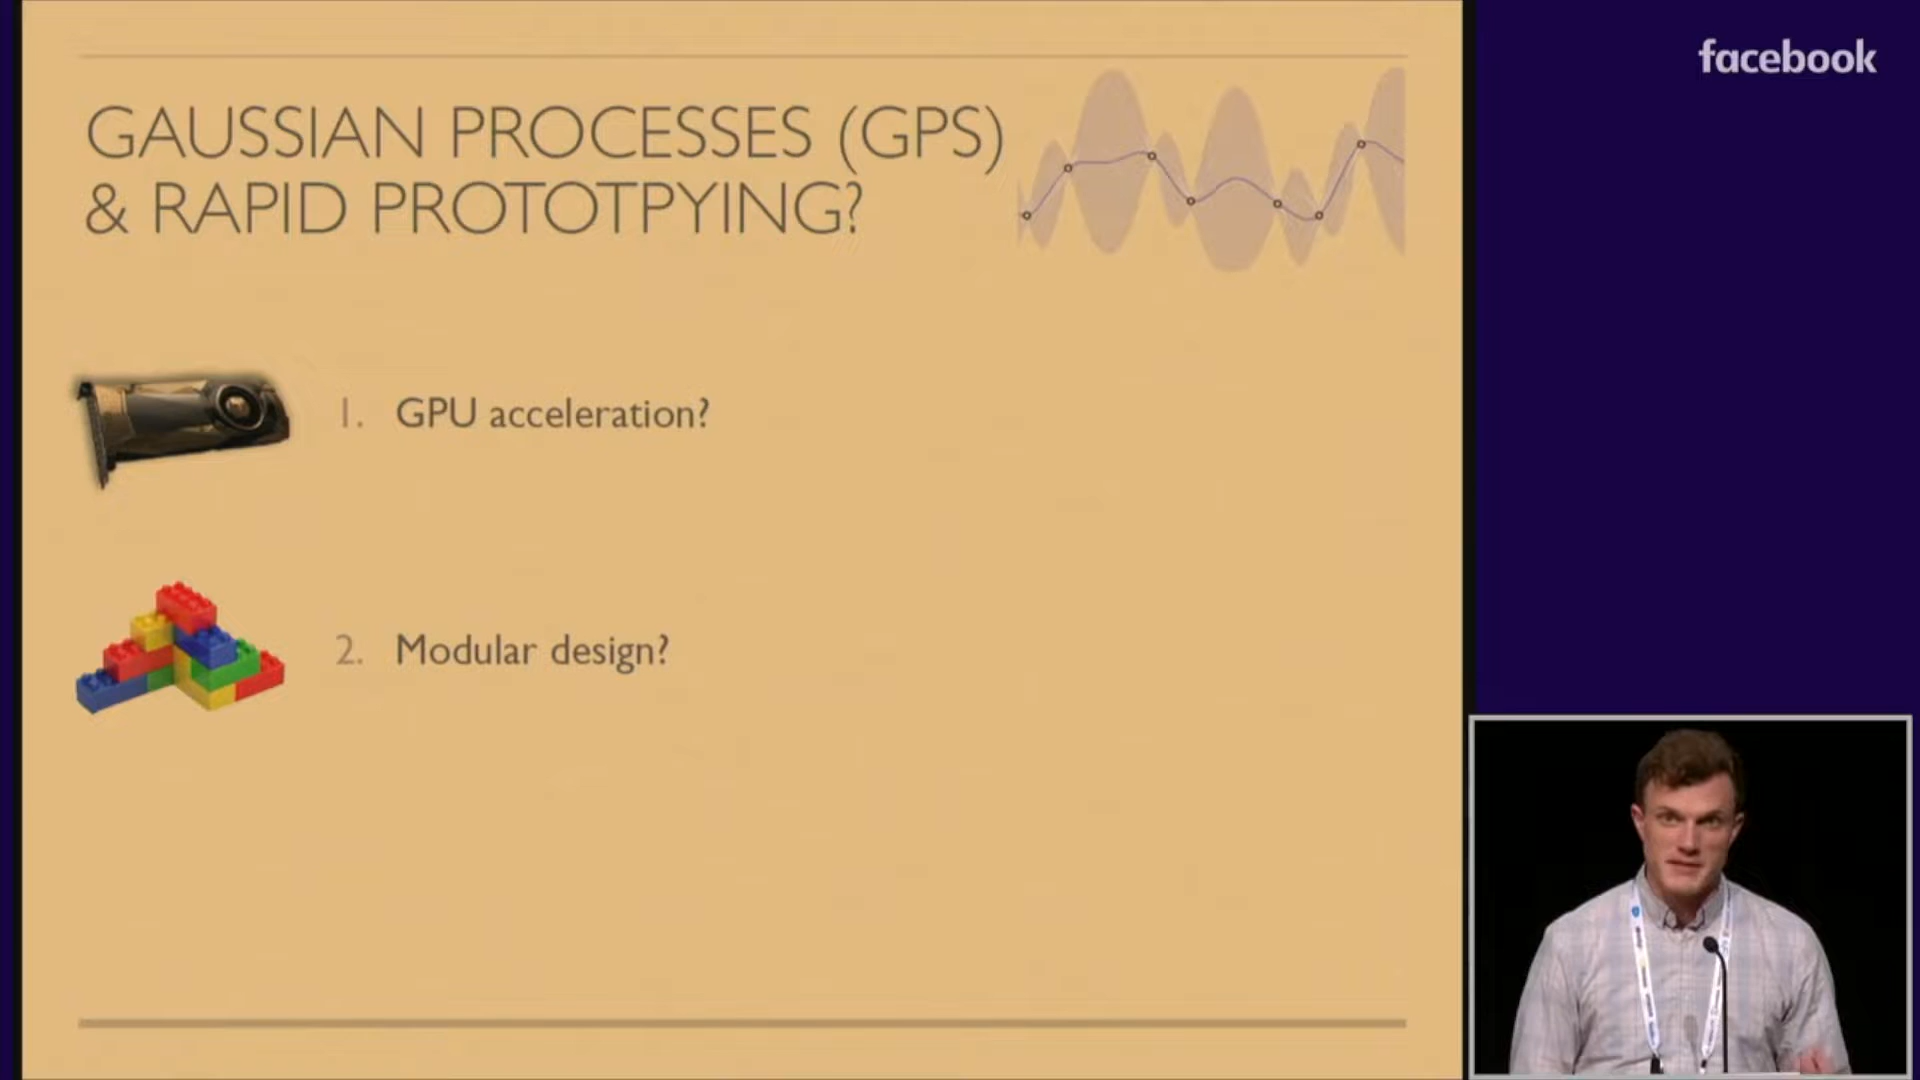 facebook
GAUSSIAN PROCESSES (GPS)
& RAPID PROTOTPYING?
1. GPU acceleration?
2. Modular design?